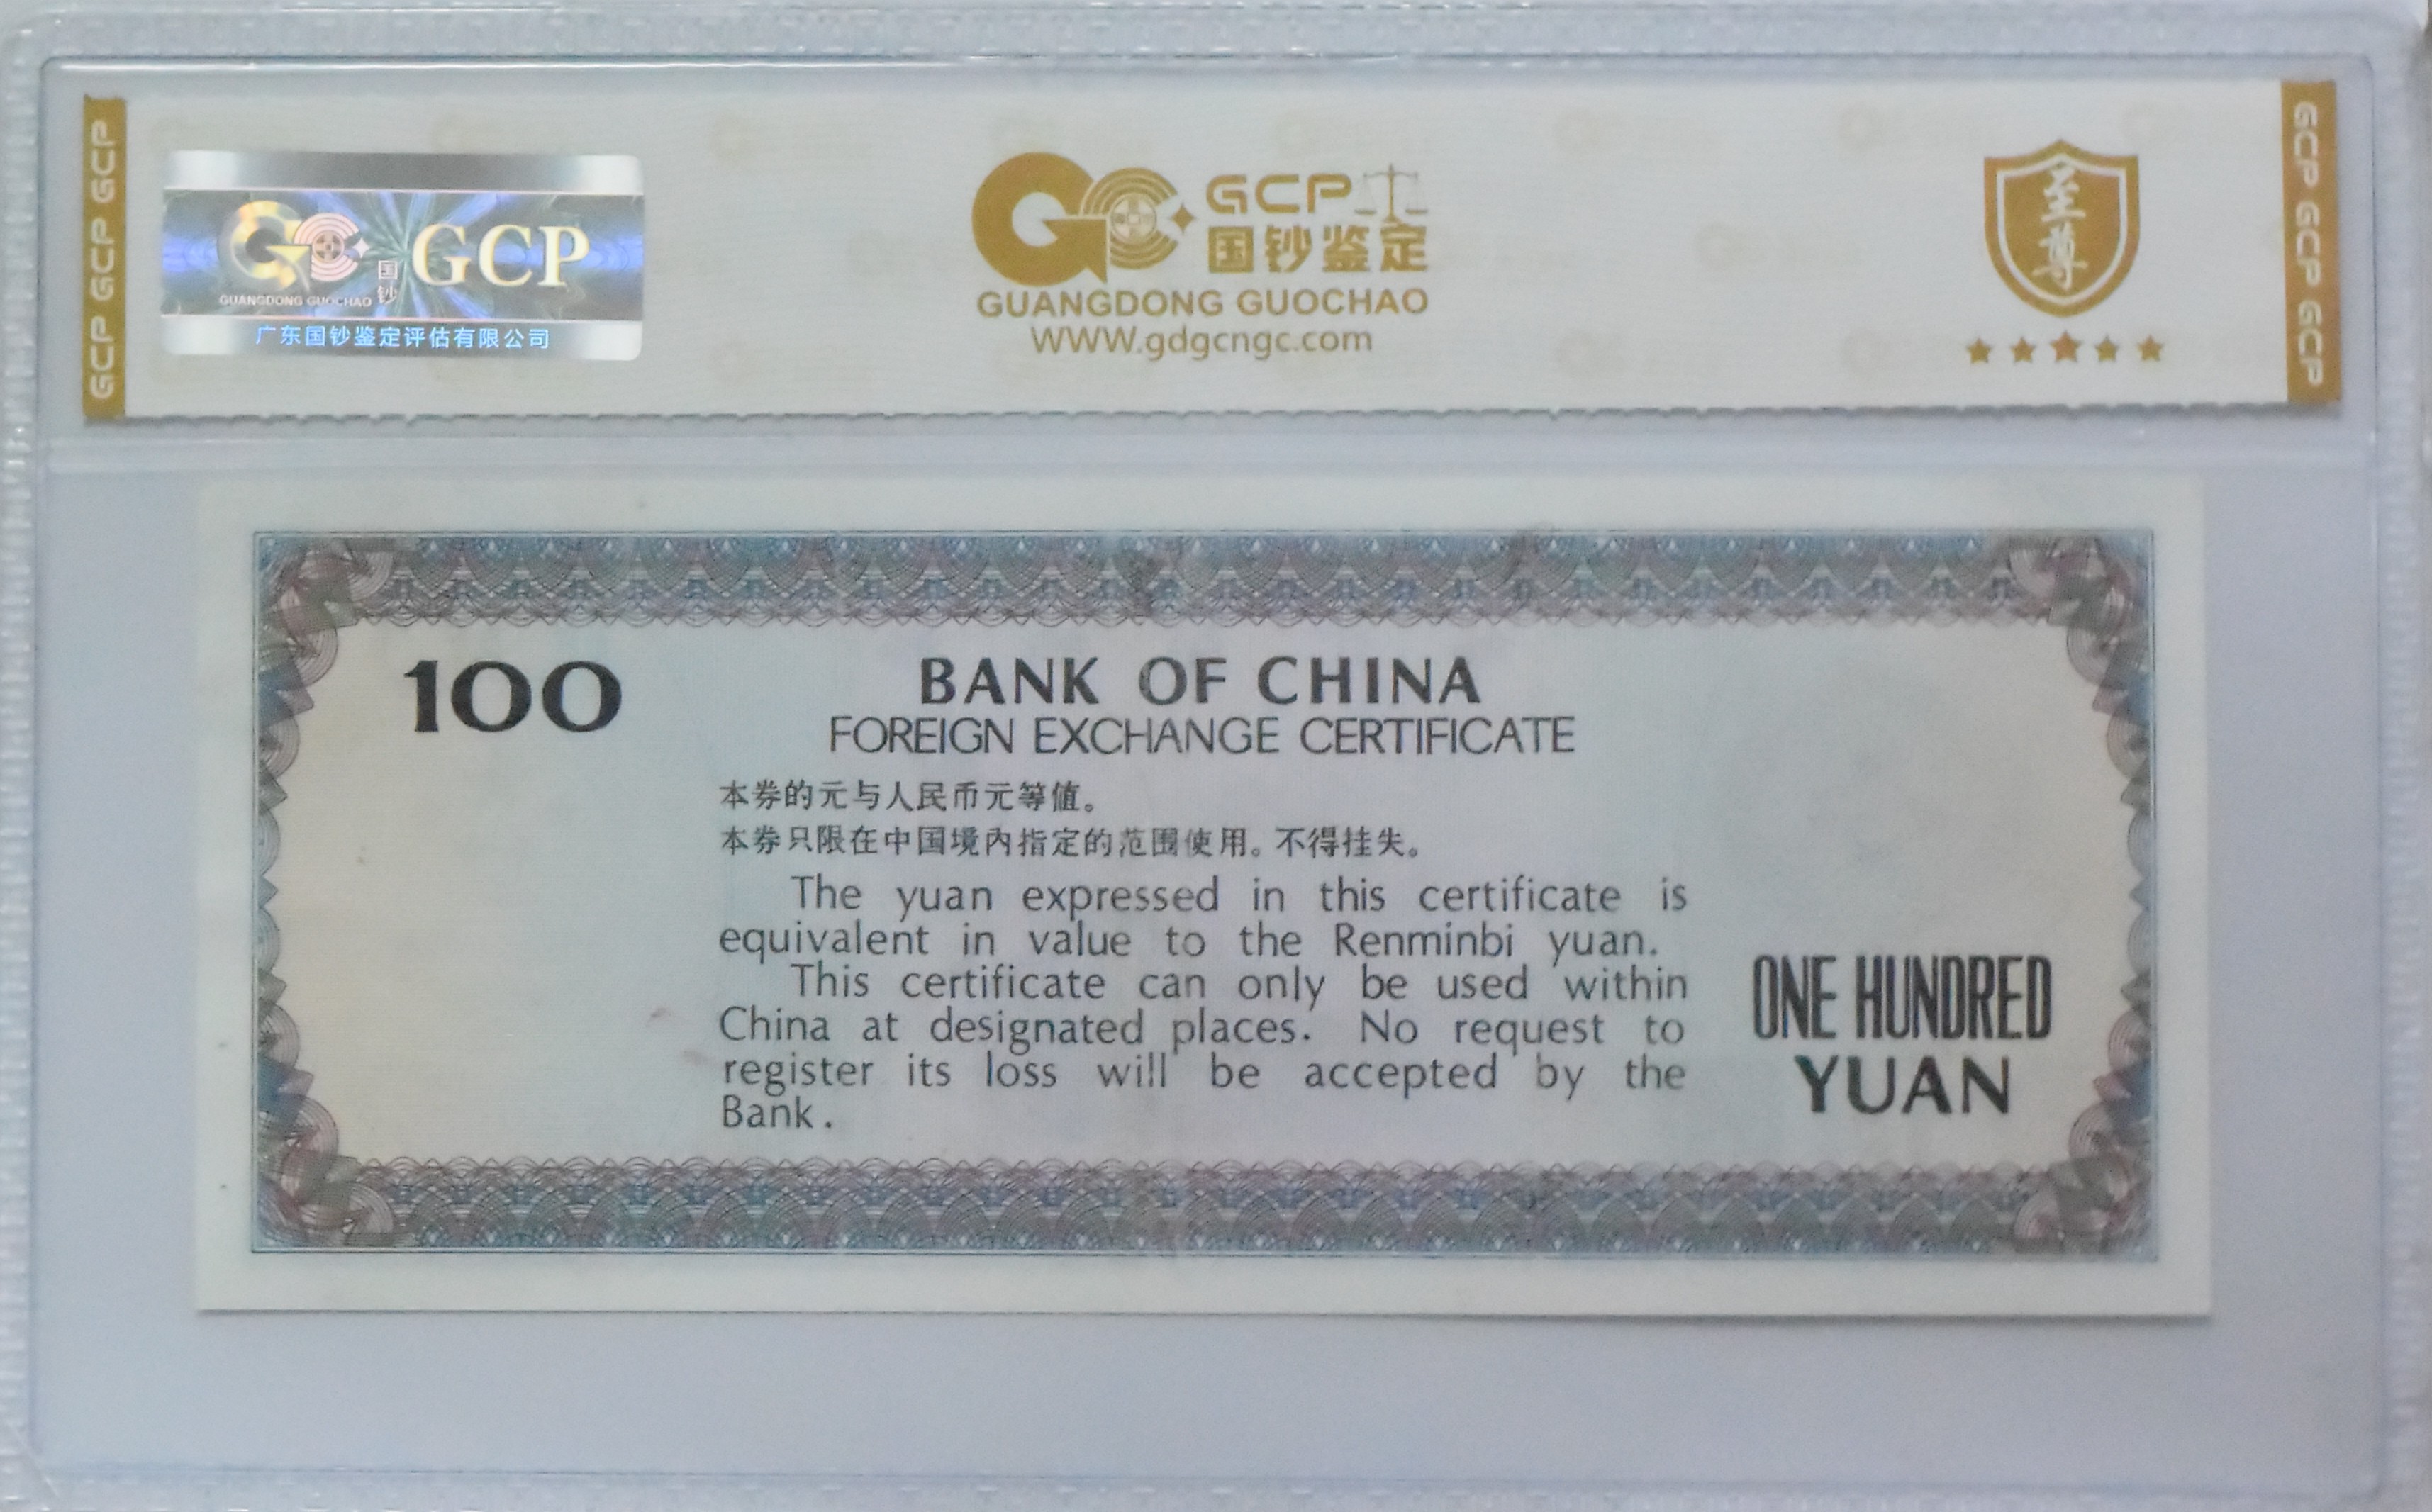 GCP GCP GCP
GCP
国
钞
GUANGDONG GUOCHAO
广东国钞鉴定评估有限公司
GCP
国钞鉴定
GUANGDONG GUOCHAO
WWW.gdgcngc.com
至
尊
GCP GCP GCP
100
BANK OF CHINA
FOREIGN EXCHANGE CERTIFICATE
本券的元与人民币元等值。
本券只限在中国境内指定的范围使用。不得挂失。
The yuan expressed in this certificate is
equivalent in value to the Renminbi yuan.
This certificate can only be used within
China at designated places. No request to
register its loss will be accepted by the
Bank.
ONE HUNDRED
YUAN